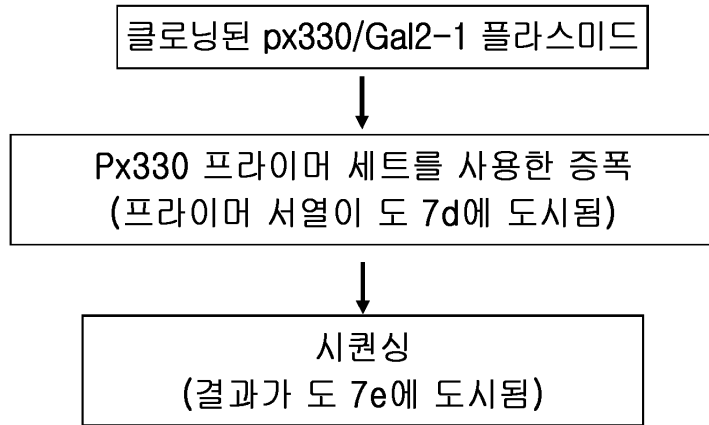 클로닝된 px330/Gal2-1 플라스미드
Px330 프라이머 세트를 사용한 증폭
(프라이머 서열이 도 7d에 도시됨)
시퀀싱
(결과가 도 7e에 도시됨)